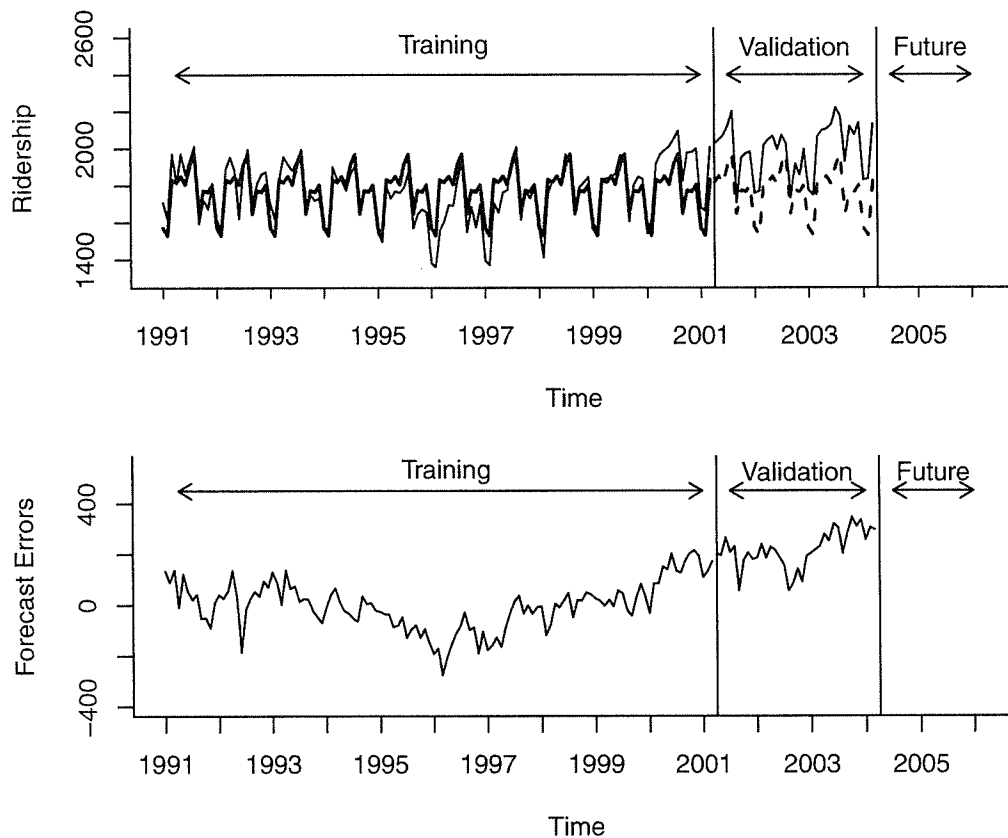 Training
Validation
Future
Ridership
2600
2000
1400
1991 1993 1995 1997 1999 2001 2003 2005
Time
Training
Validation
Future
Forecast Errors
400
0
−400
1991 1993 1995 1997 1999 2001 2003 2005
Time